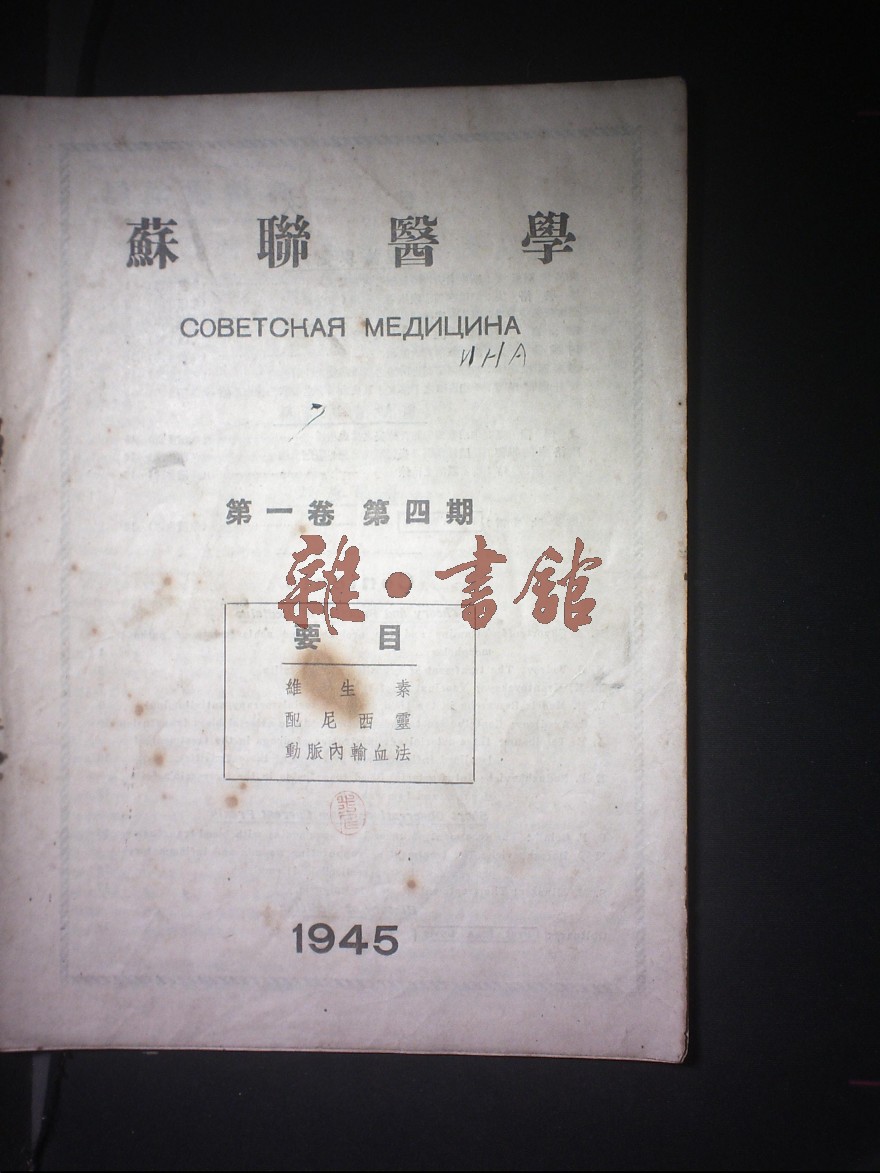 蘇聯醫學
СОВЕТСКАЯ МЕДИЦИНА
ИНА
第一卷 第四期
雜·書館
要目
維生素
配尼西靈
動脈內輸血法
1945